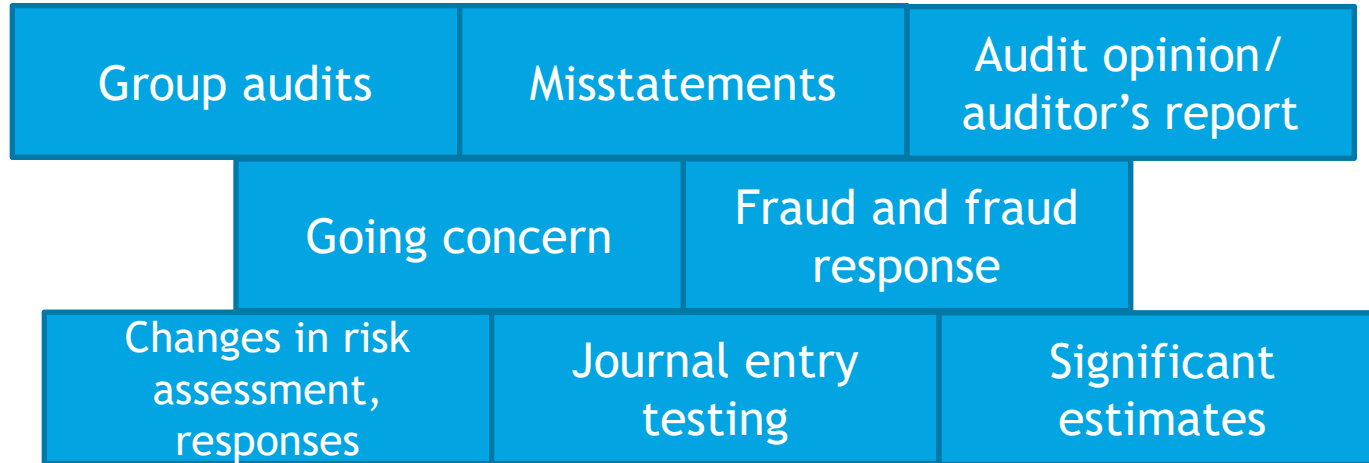 Group audits
Misstatements
Audit opinion/
auditor's report
Going concern
Fraud and fraud
response
Changes in risk
assessment,
responses
Journal entry
testing
Significant
estimates